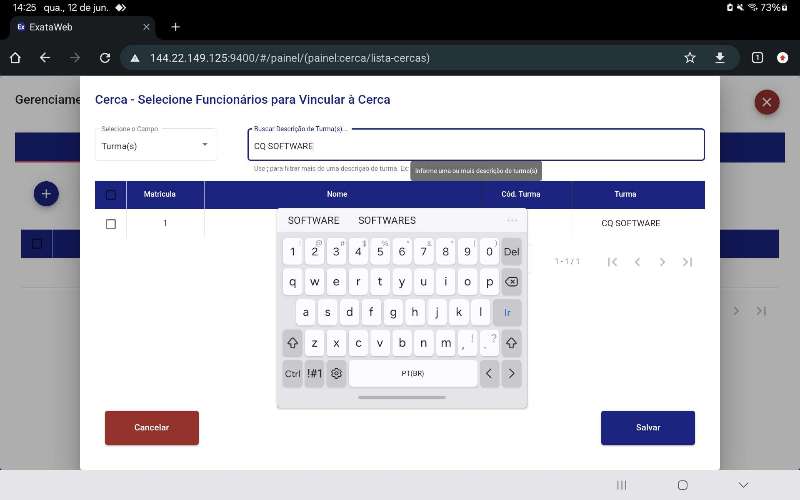 14:25 qua., 12 de jun. 73%
Ex ExataWeb
144.22.149.125:9400/#/painel/(painel:cerca/lista-cercas) 1
Gerenciame
Cerca - Selecione Funcionários para Vincular à Cerca
Selecione o Campo
Turma(s)
Buscar Descrição de Turma(s)...
CQ SOFTWARE
Use ; para filtrar mais de uma descrição de turma. Ex:
Informe uma ou mais descrição de turma(s)
Matrícula Nome Cód. Turma Turma
1 CQ SOFTWARE
SOFTWARE SOFTWARES ...
1 2 @ 3 # 4 $ 5 % 6 ^ 7 & 8 * 9 ( 0 ) Del
q w e r t y u i o p
a s d f g h j k l Ir
z x c v b n m , ! . ?
Ctrl !#1 PT(BR)
1 - 1 / 1
Cancelar Salvar